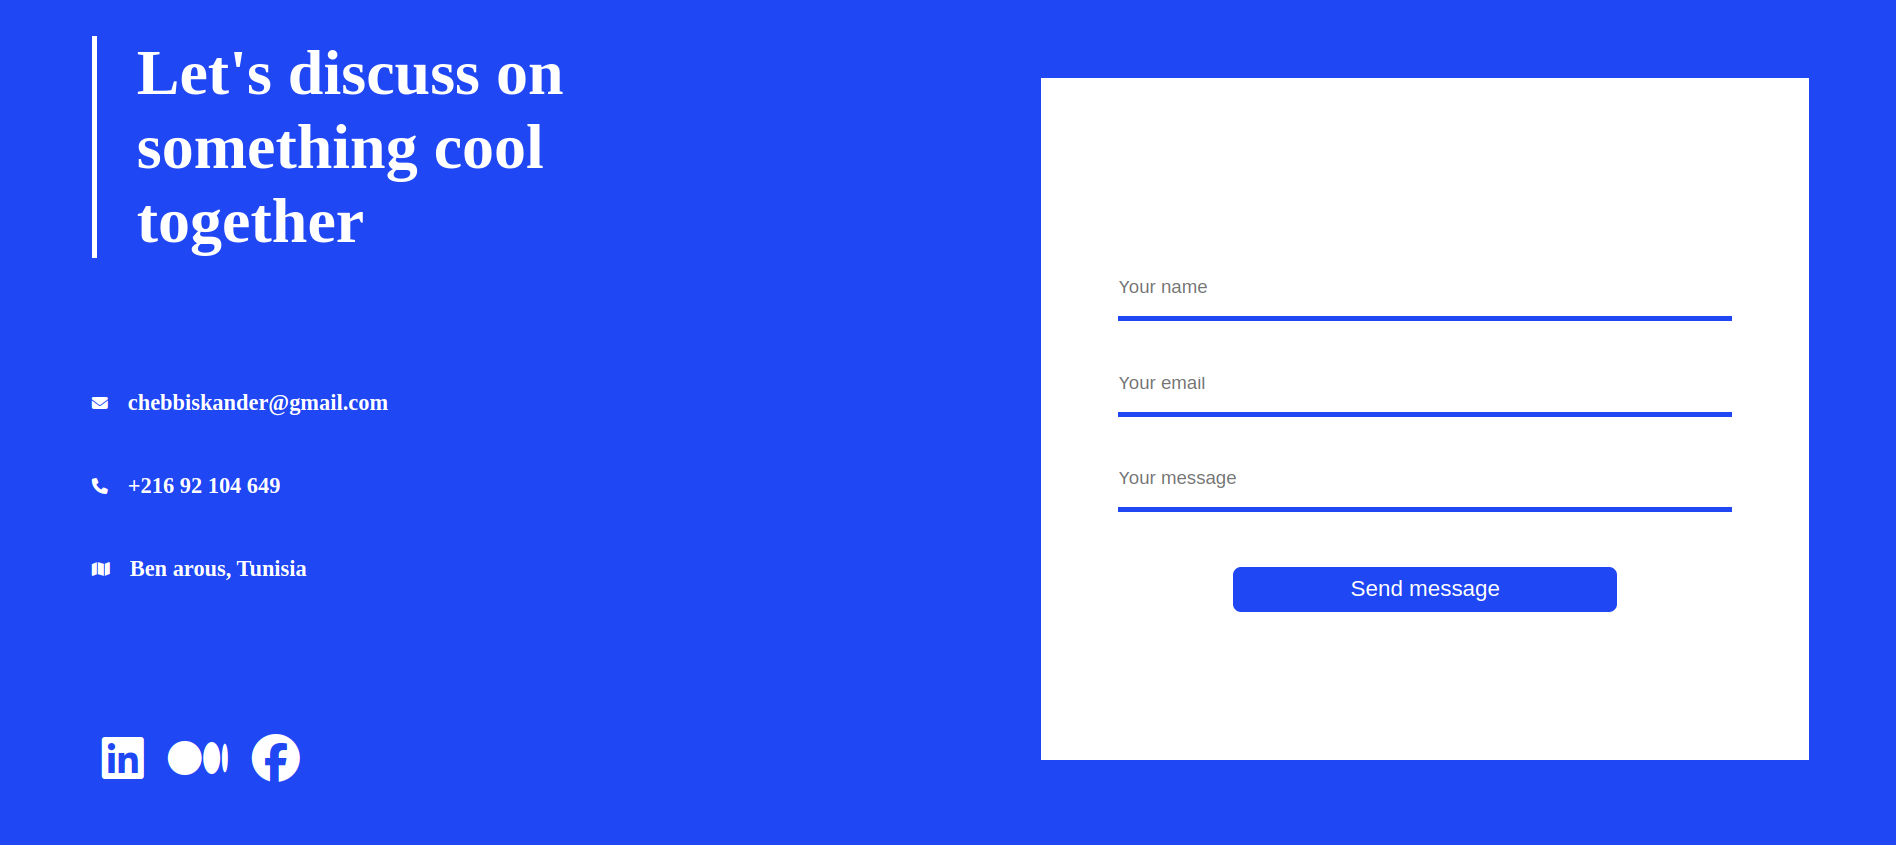 Let's discuss on
something cool
together
chebbiskander@gmail.com
+216 92 104 649
Ben arous, Tunisia
in
Your name
Your email
Your message
Send message